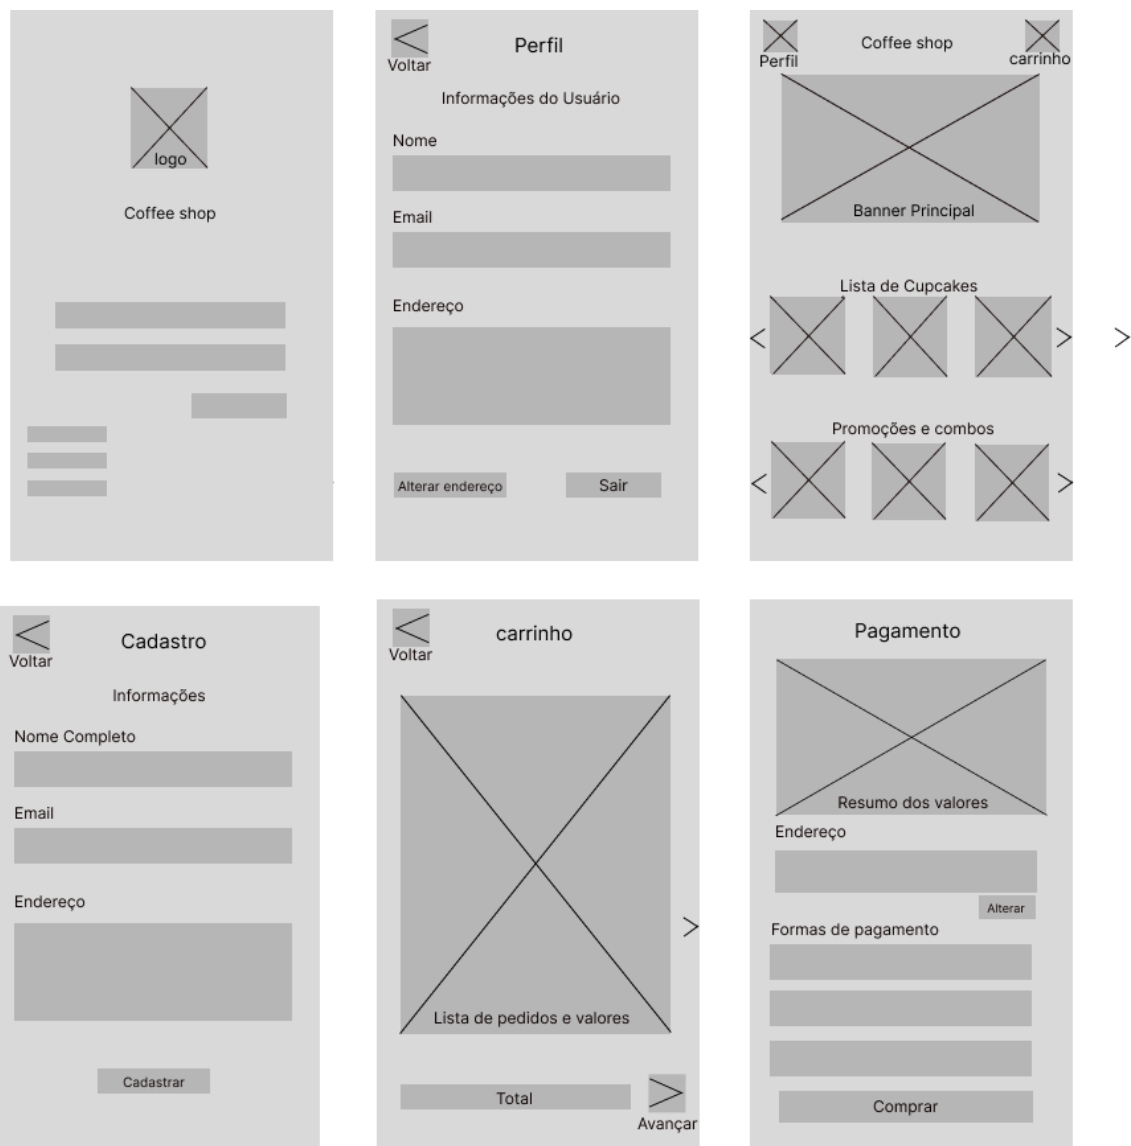 logo
Coffee shop
Voltar
Perfil
Informações do Usuário
Nome
Email
Endereço
Alterar endereço
Sair
Perfil
Coffee shop
carrinho
Banner Principal
Lista de Cupcakes
Promoções e combos
Voltar
Cadastro
Informações
Nome Completo
Email
Endereço
Cadastrar
Voltar
carrinho
Lista de pedidos e valores
Total
Avançar
Pagamento
Resumo dos valores
Endereço
Alterar
Formas de pagamento
Comprar